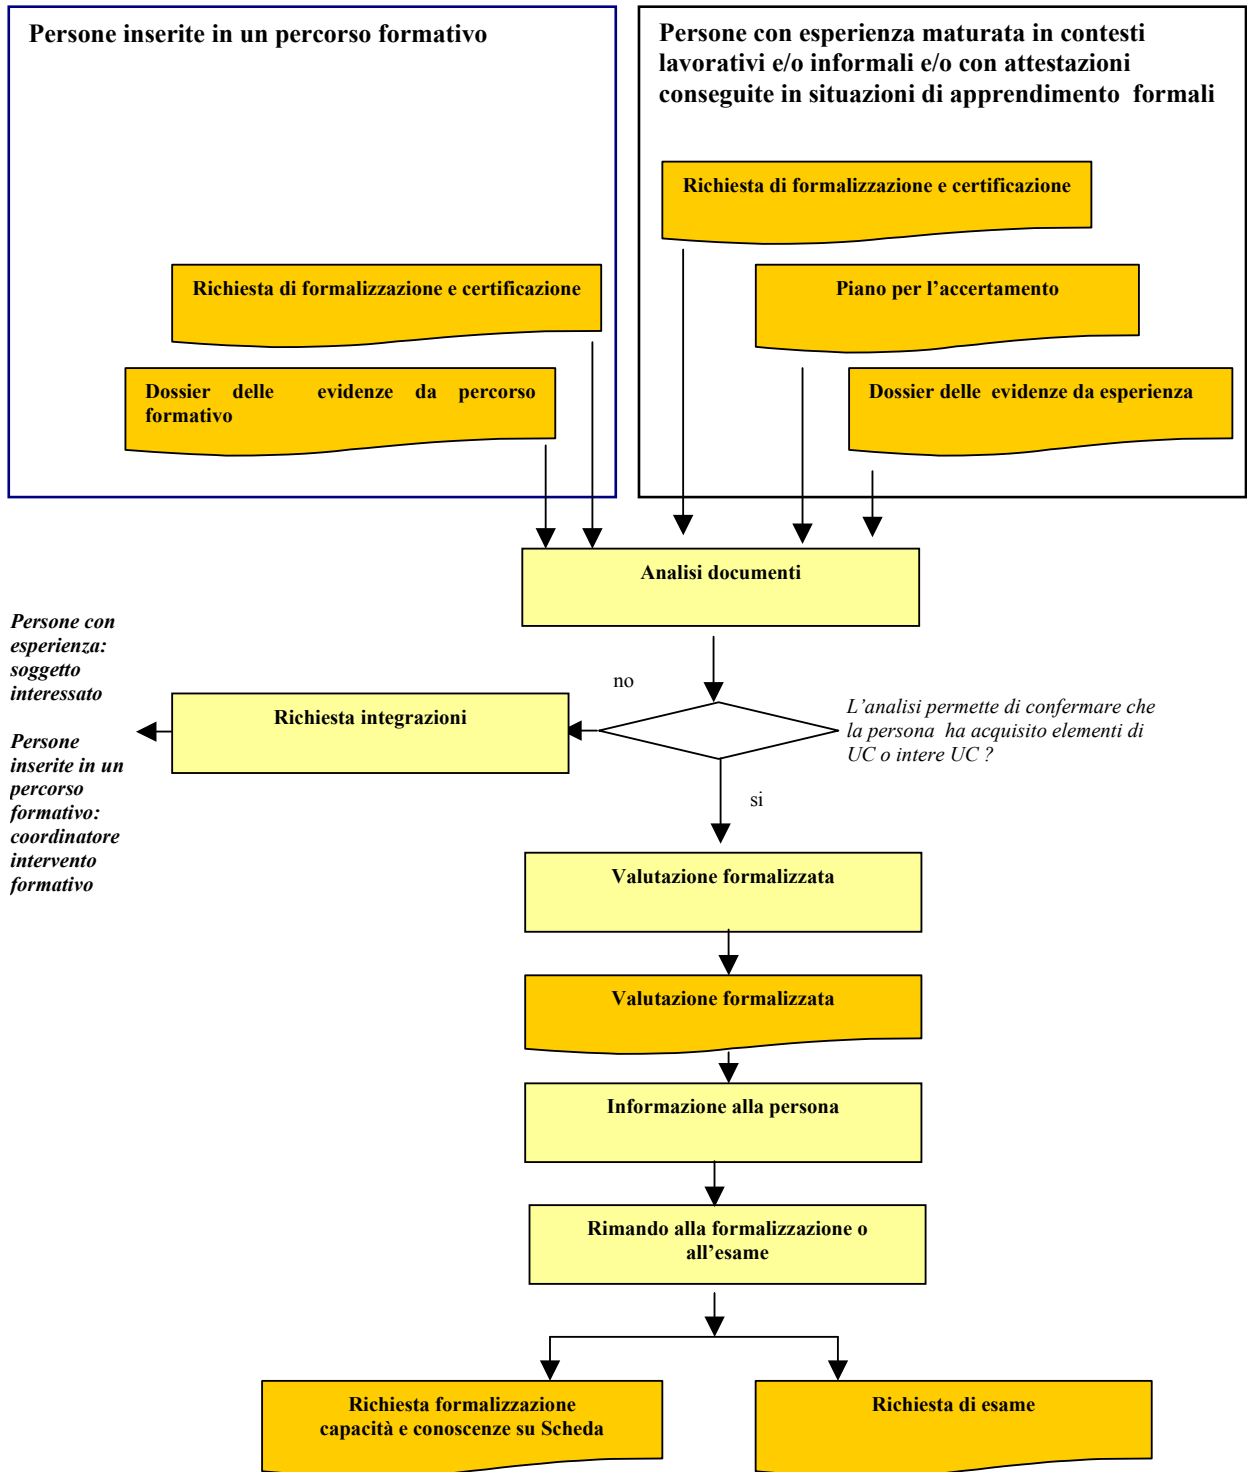 Persone inserite in un percorso formativo
Persone con esperienza maturata in contesti
lavorativi e/o informali e/o con attestazioni
conseguite in situazioni di apprendimento formali
Richiesta di formalizzazione e certificazione
Richiesta di formalizzazione e certificazione
Piano per l’accertamento
Dossier delle evidenze da percorso
formativo
Dossier delle evidenze da esperienza
Analisi documenti
Persone con
esperienza:
soggetto
interessato
Persone
inserite in un
percorso
formativo:
coordinatore
intervento
formativo
no
Richiesta integrazioni
L’analisi permette di confermare che
la persona ha acquisito elementi di
UC o intere UC ?
si
Valutazione formalizzata
Valutazione formalizzata
Informazione alla persona
Rimando alla formalizzazione o
all’esame
Richiesta formalizzazione
capacità e conoscenze su Scheda
Richiesta di esame